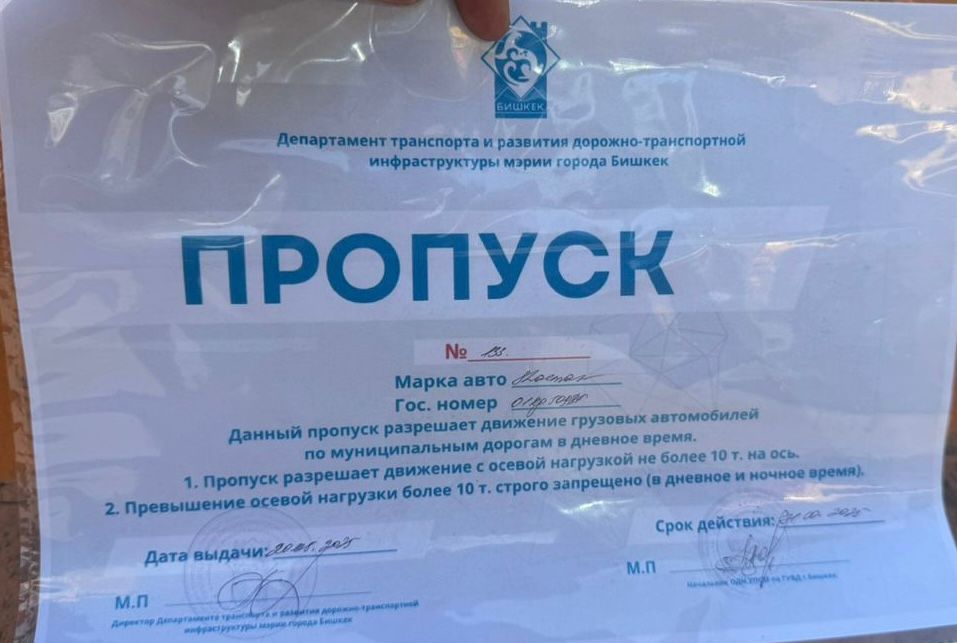 БИШКЕК
Департамент транспорта и развития дорожно-транспортной
инфраструктуры мэрии города Бишкек
ПРОПУСК
№
Марка авто
Гос. номер
Данный пропуск разрешает движение грузовых автомобилей
по муниципальным дорогам в дневное время.
1. Пропуск разрешает движение с осевой нагрузкой не более 10 т. на ось.
2. Превышение осевой нагрузки более 10 т. строго запрещено (в дневное и ночное время).
Дата выдачи:
Срок действия:
М.П
Директор Департамента транспорта и развития дорожно-транспортной
инфраструктуры мэрии города Бишкек
М.П